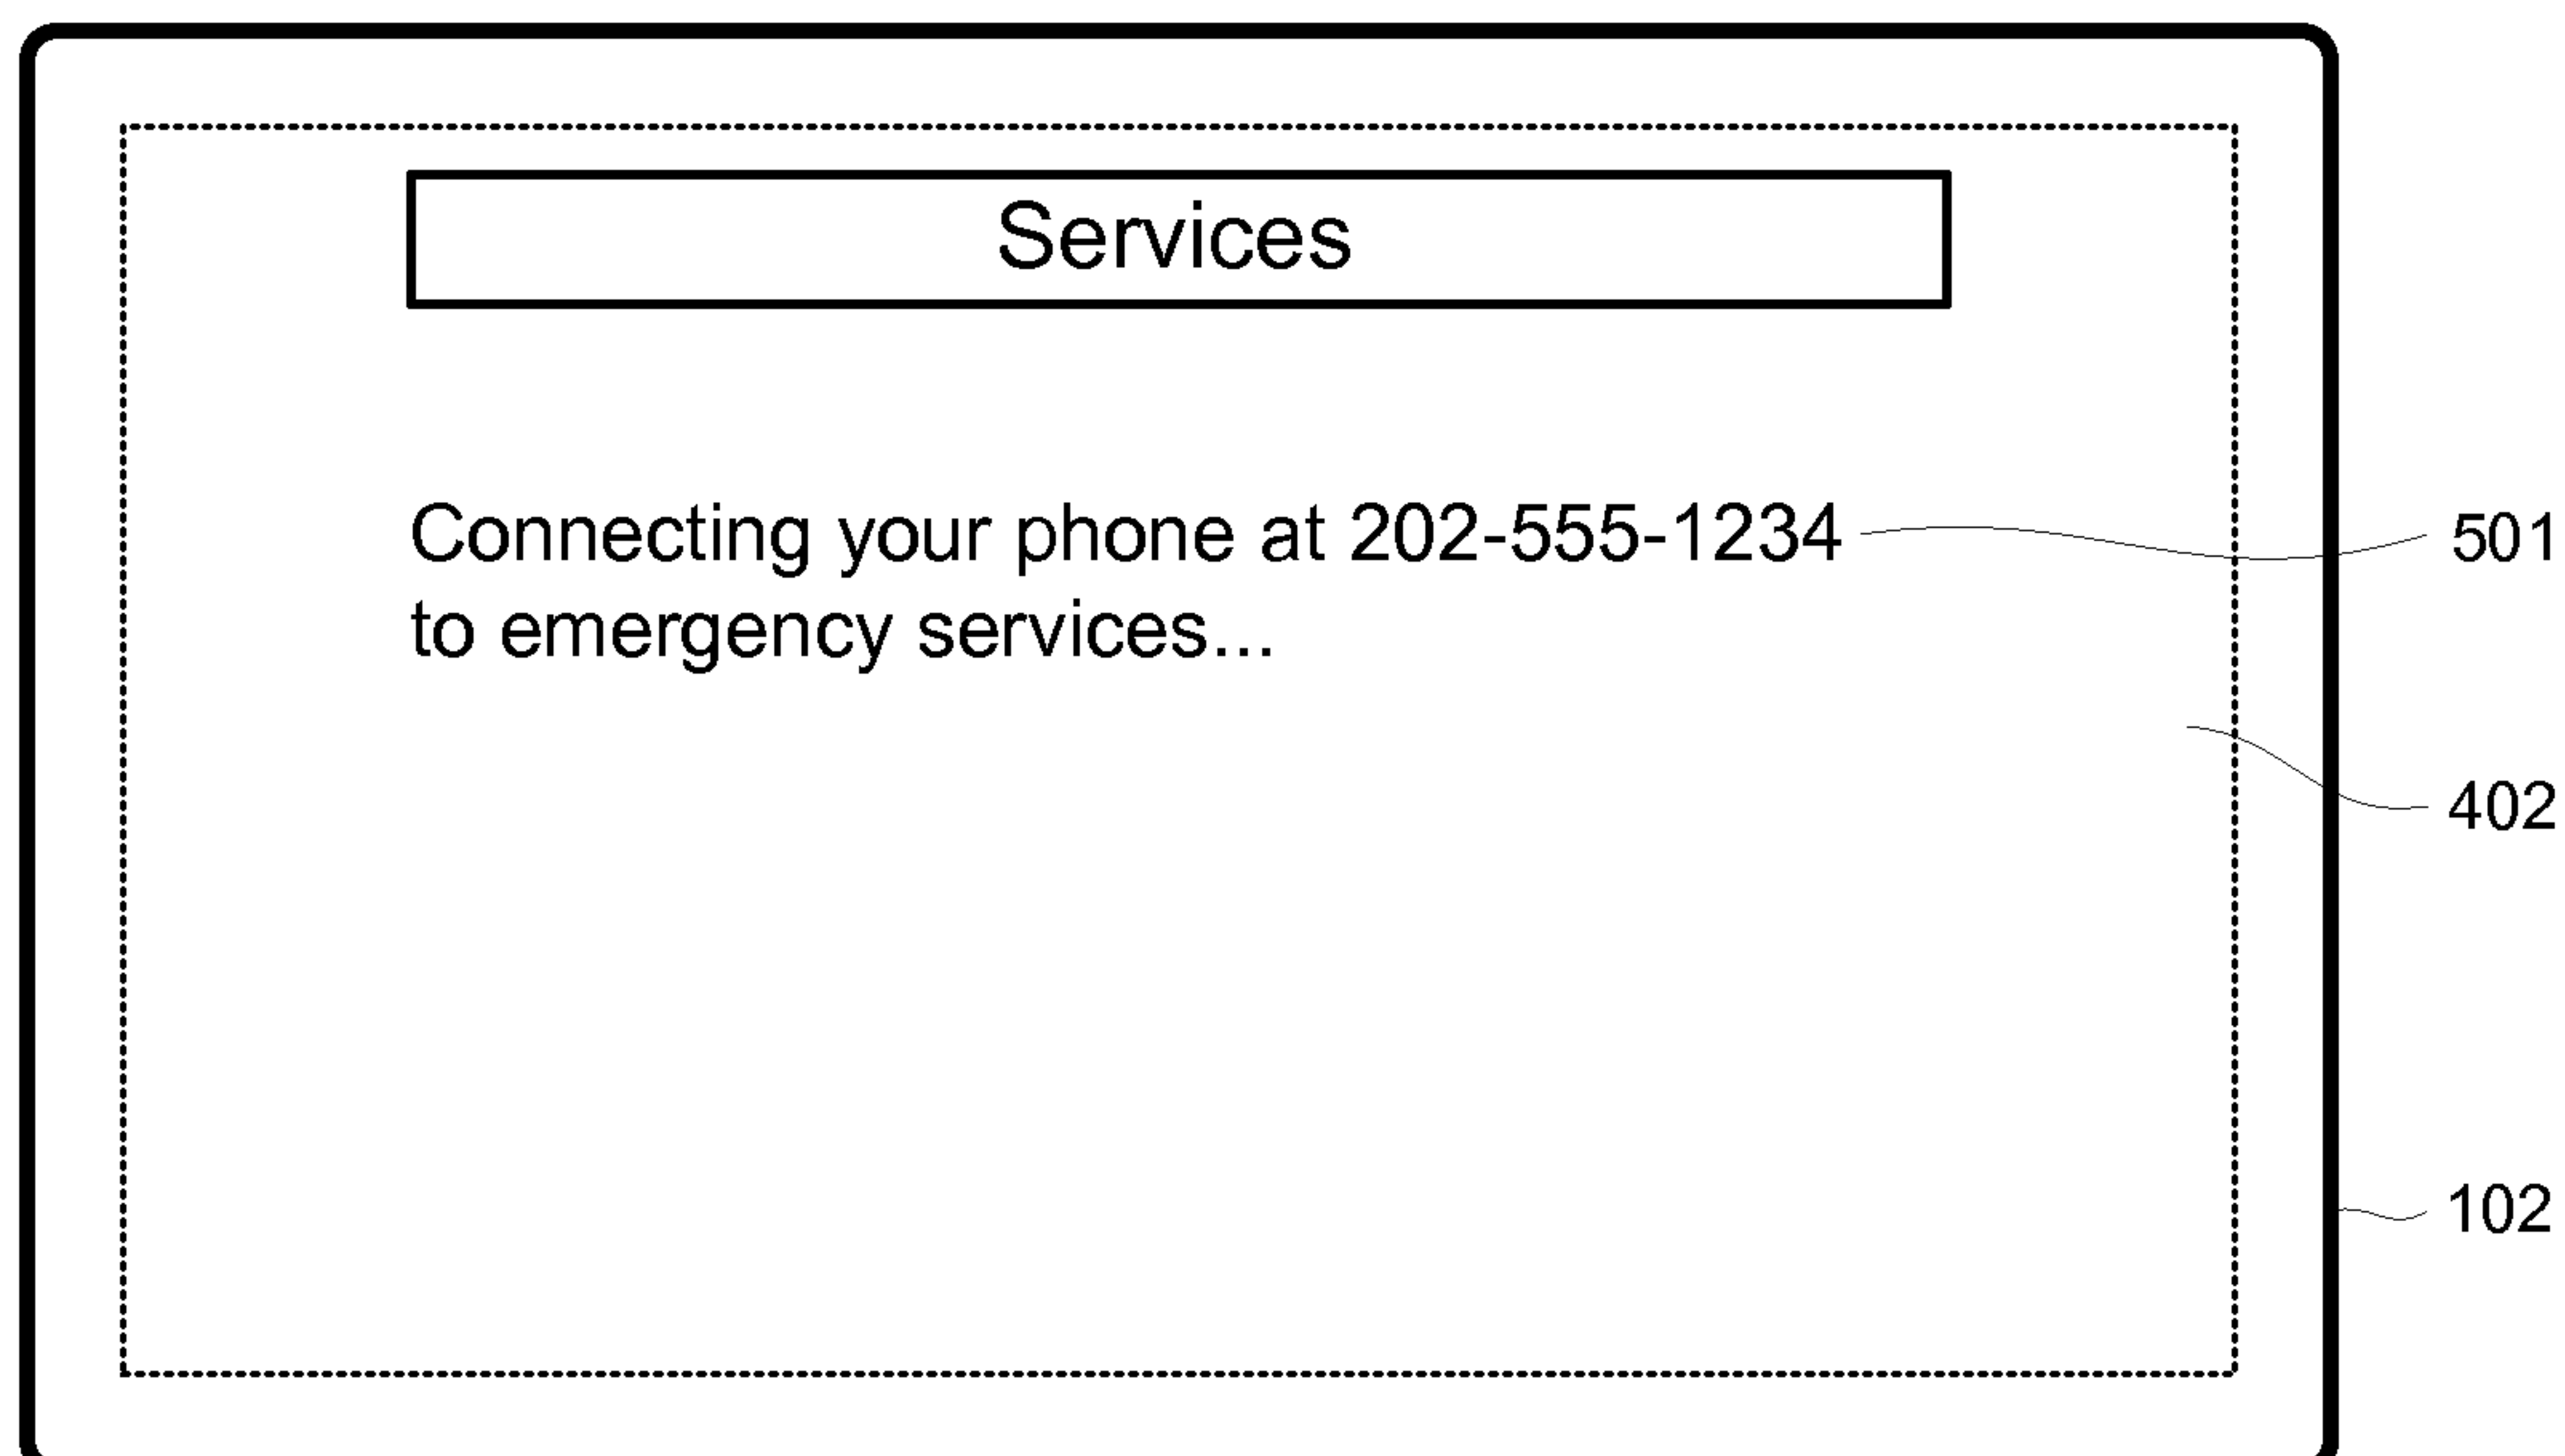 Services
Connecting your phone at 202-555-1234
to emergency services...
501
402
102